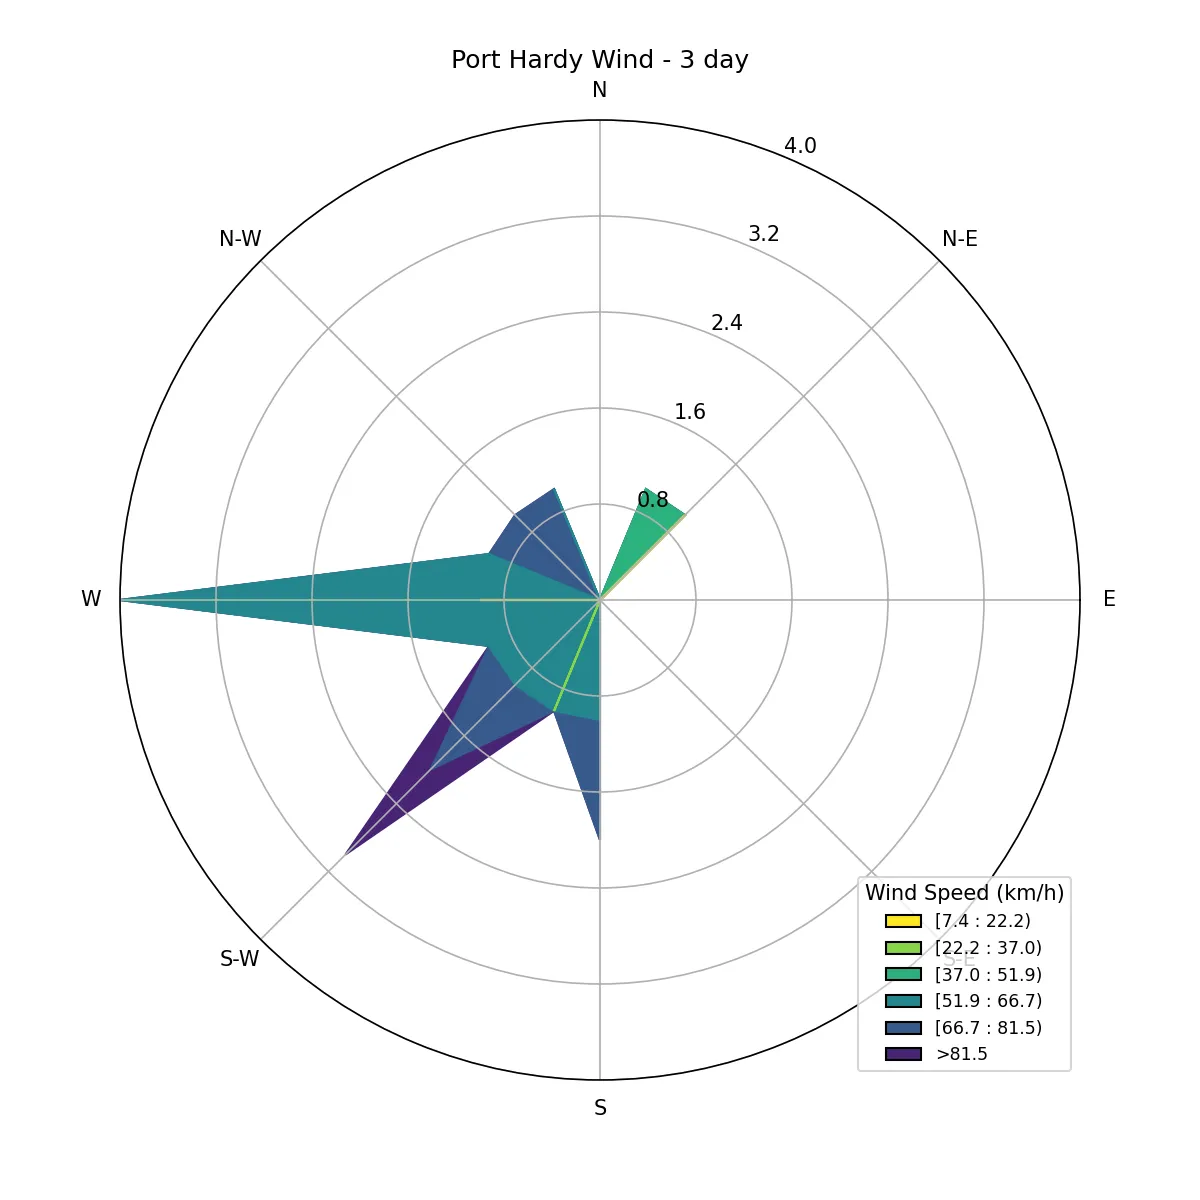 Port Hardy Wind - 3 day
N
4.0
N-W
3.2
N-E
2.4
1.6
0.8
W
E
Wind Speed (km/h)
[7.4 : 22.2)
[22.2 : 37.0)
S-W
S-E
[37.0 : 51.9)
[51.9 : 66.7)
[66.7 : 81.5)
>81.5
S